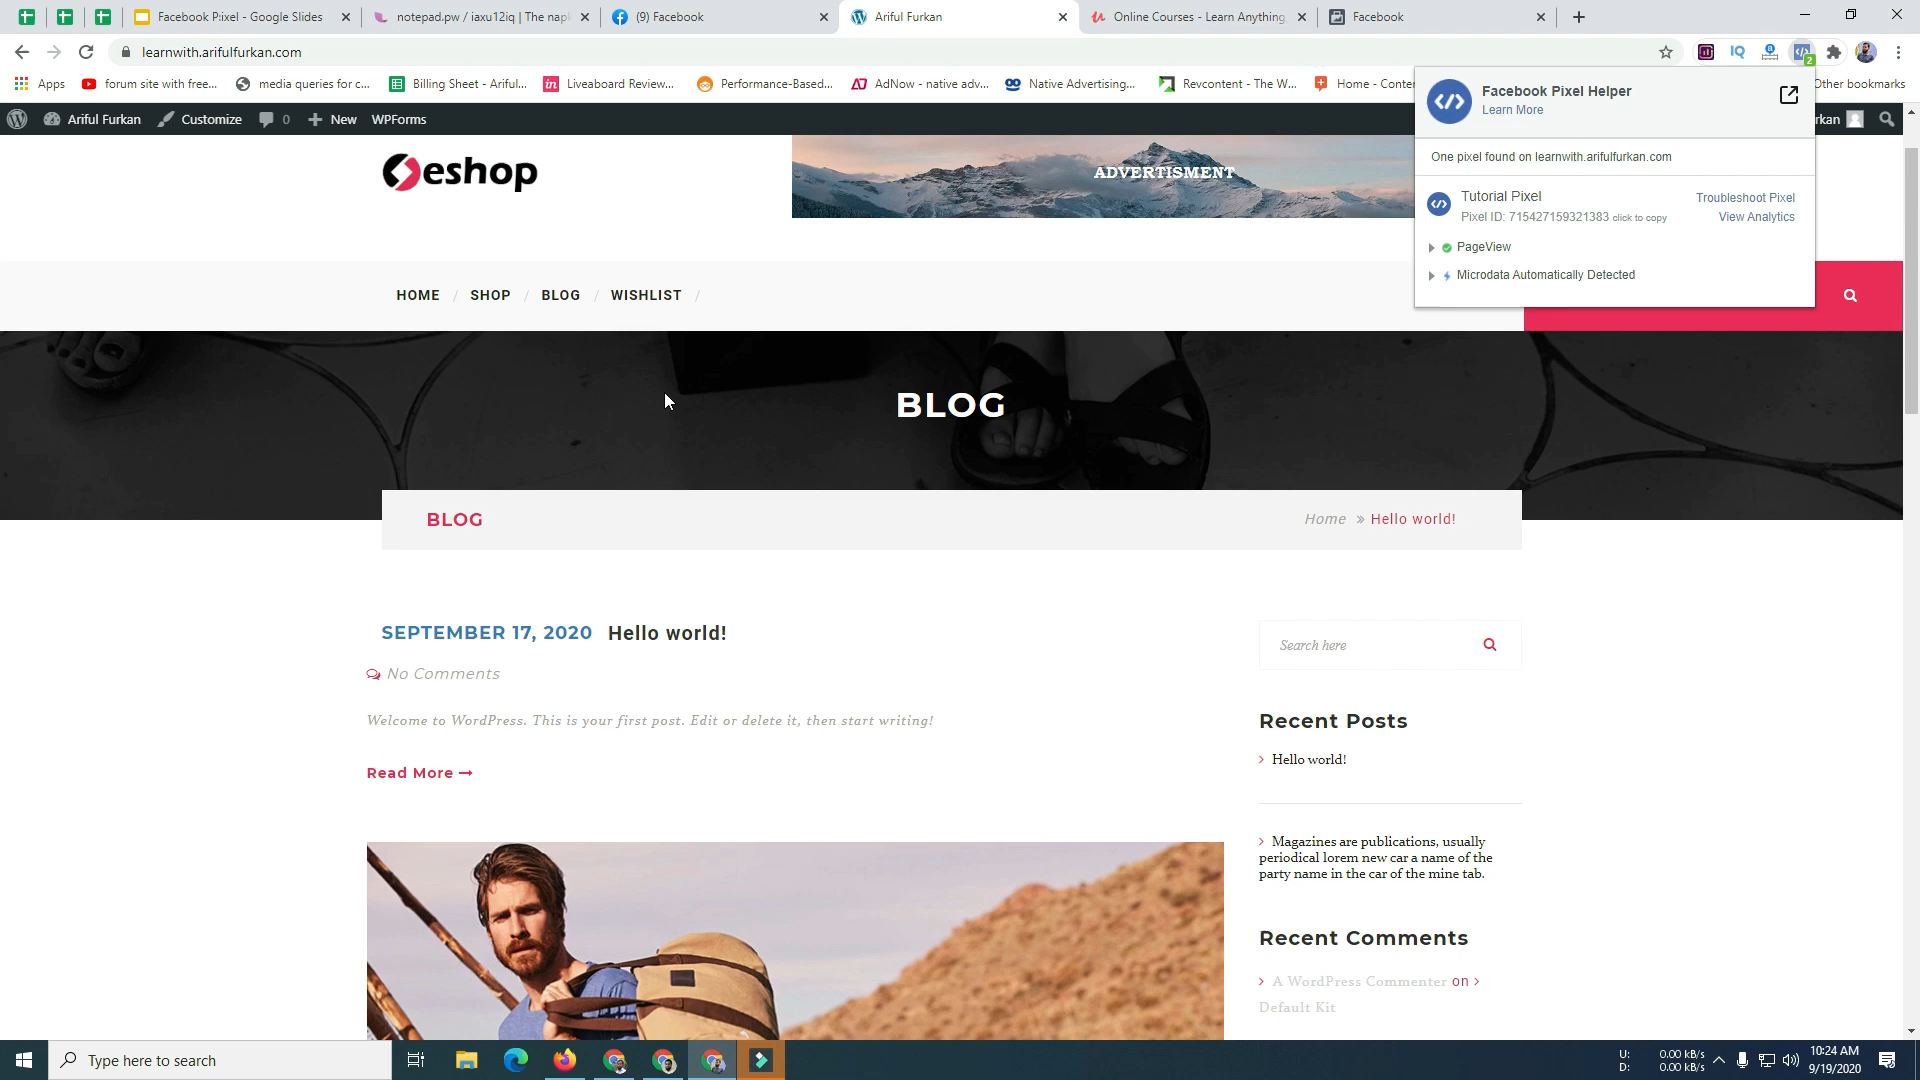 Facebook P:ixel - Google Slides
notepad.pw / iaxu12iq | The nap
(9) Facebook
Ariful Furkan
Online Courses - Learn Anything,
Facebook
learnwith.arifulfurkan.com
2
Apps
forum site with free...
media queries for c...
Billing Sheet - Ariful...
Liveaboard Review...
Performance-Based...
AdNow - native adv...
Native Advertising...
Revcontent - The W...
Home - Conter
Other bookmarks
Ariful Furkan
Customize
0
New
WPForms
rkan
Facebook Pixel Helper
Learn More
One pixel found on learnwith.arifulfurkan.com
Tutorial Pixel
Troubleshoot Pixel
Pixel ID: 715427159321383 click to copy
View Analytics
PageView
Microdata Automatically Detected
eshop
ADVERTISMENT
HOME / SHOP / BLOG / WISHLIST /
BLOG
BLOG
Home » Hello world!
SEPTEMBER 17, 2020 Hello world!
No Comments
Welcome to WordPress. This is your first post. Edit or delete it, then start writing!
Read More →
Search here
Recent Posts
> Hello world!
> Magazines are publications, usually
periodical lorem new car a name of the
party name in the car of the mine tab.
Recent Comments
> A WordPress Commenter on >
Default Kit
Type here to search
U: 0.00 kB/s
D: 0.00 kB/s
10:24 AM
9/19/2020